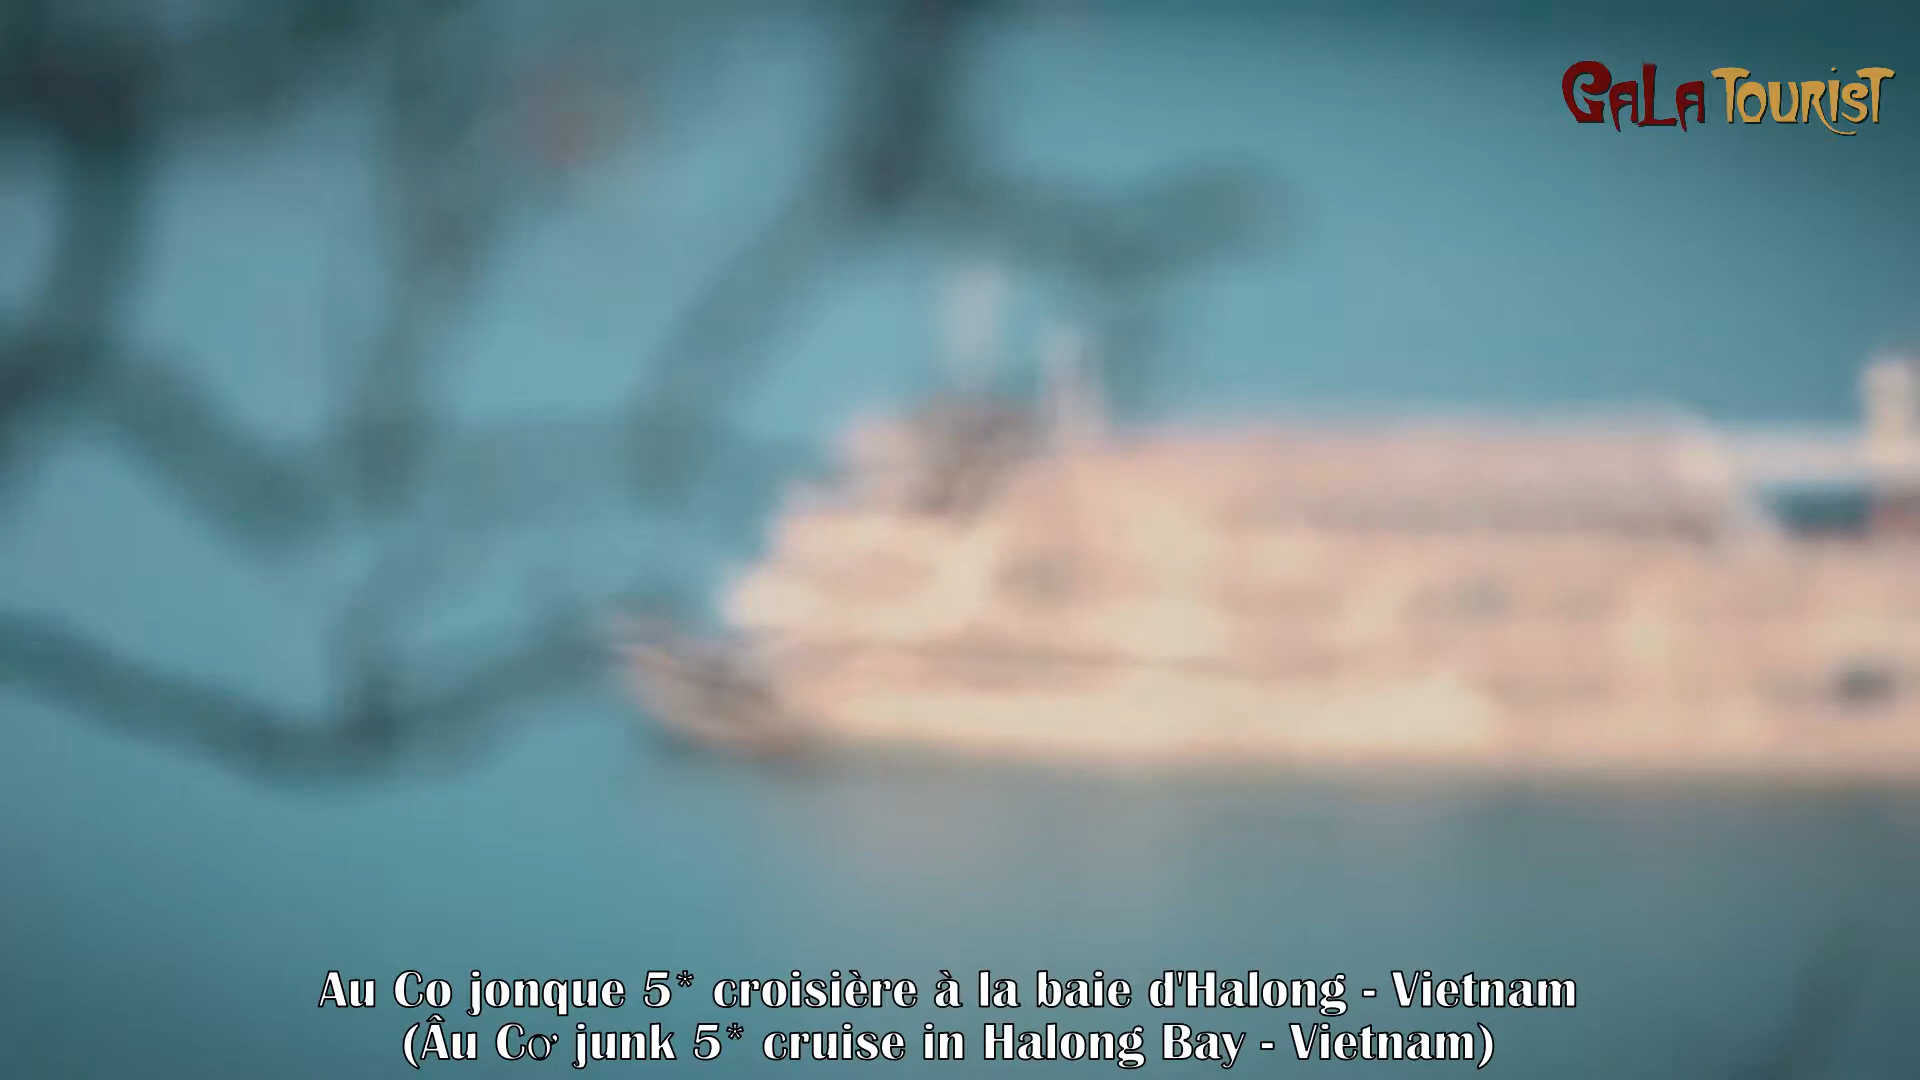 GALA TOURIST
Au Co jonque 5* croisière à la baie d'Halong - Vietnam
(Âu Cơ junk 5* cruise in Halong Bay - Vietnam)